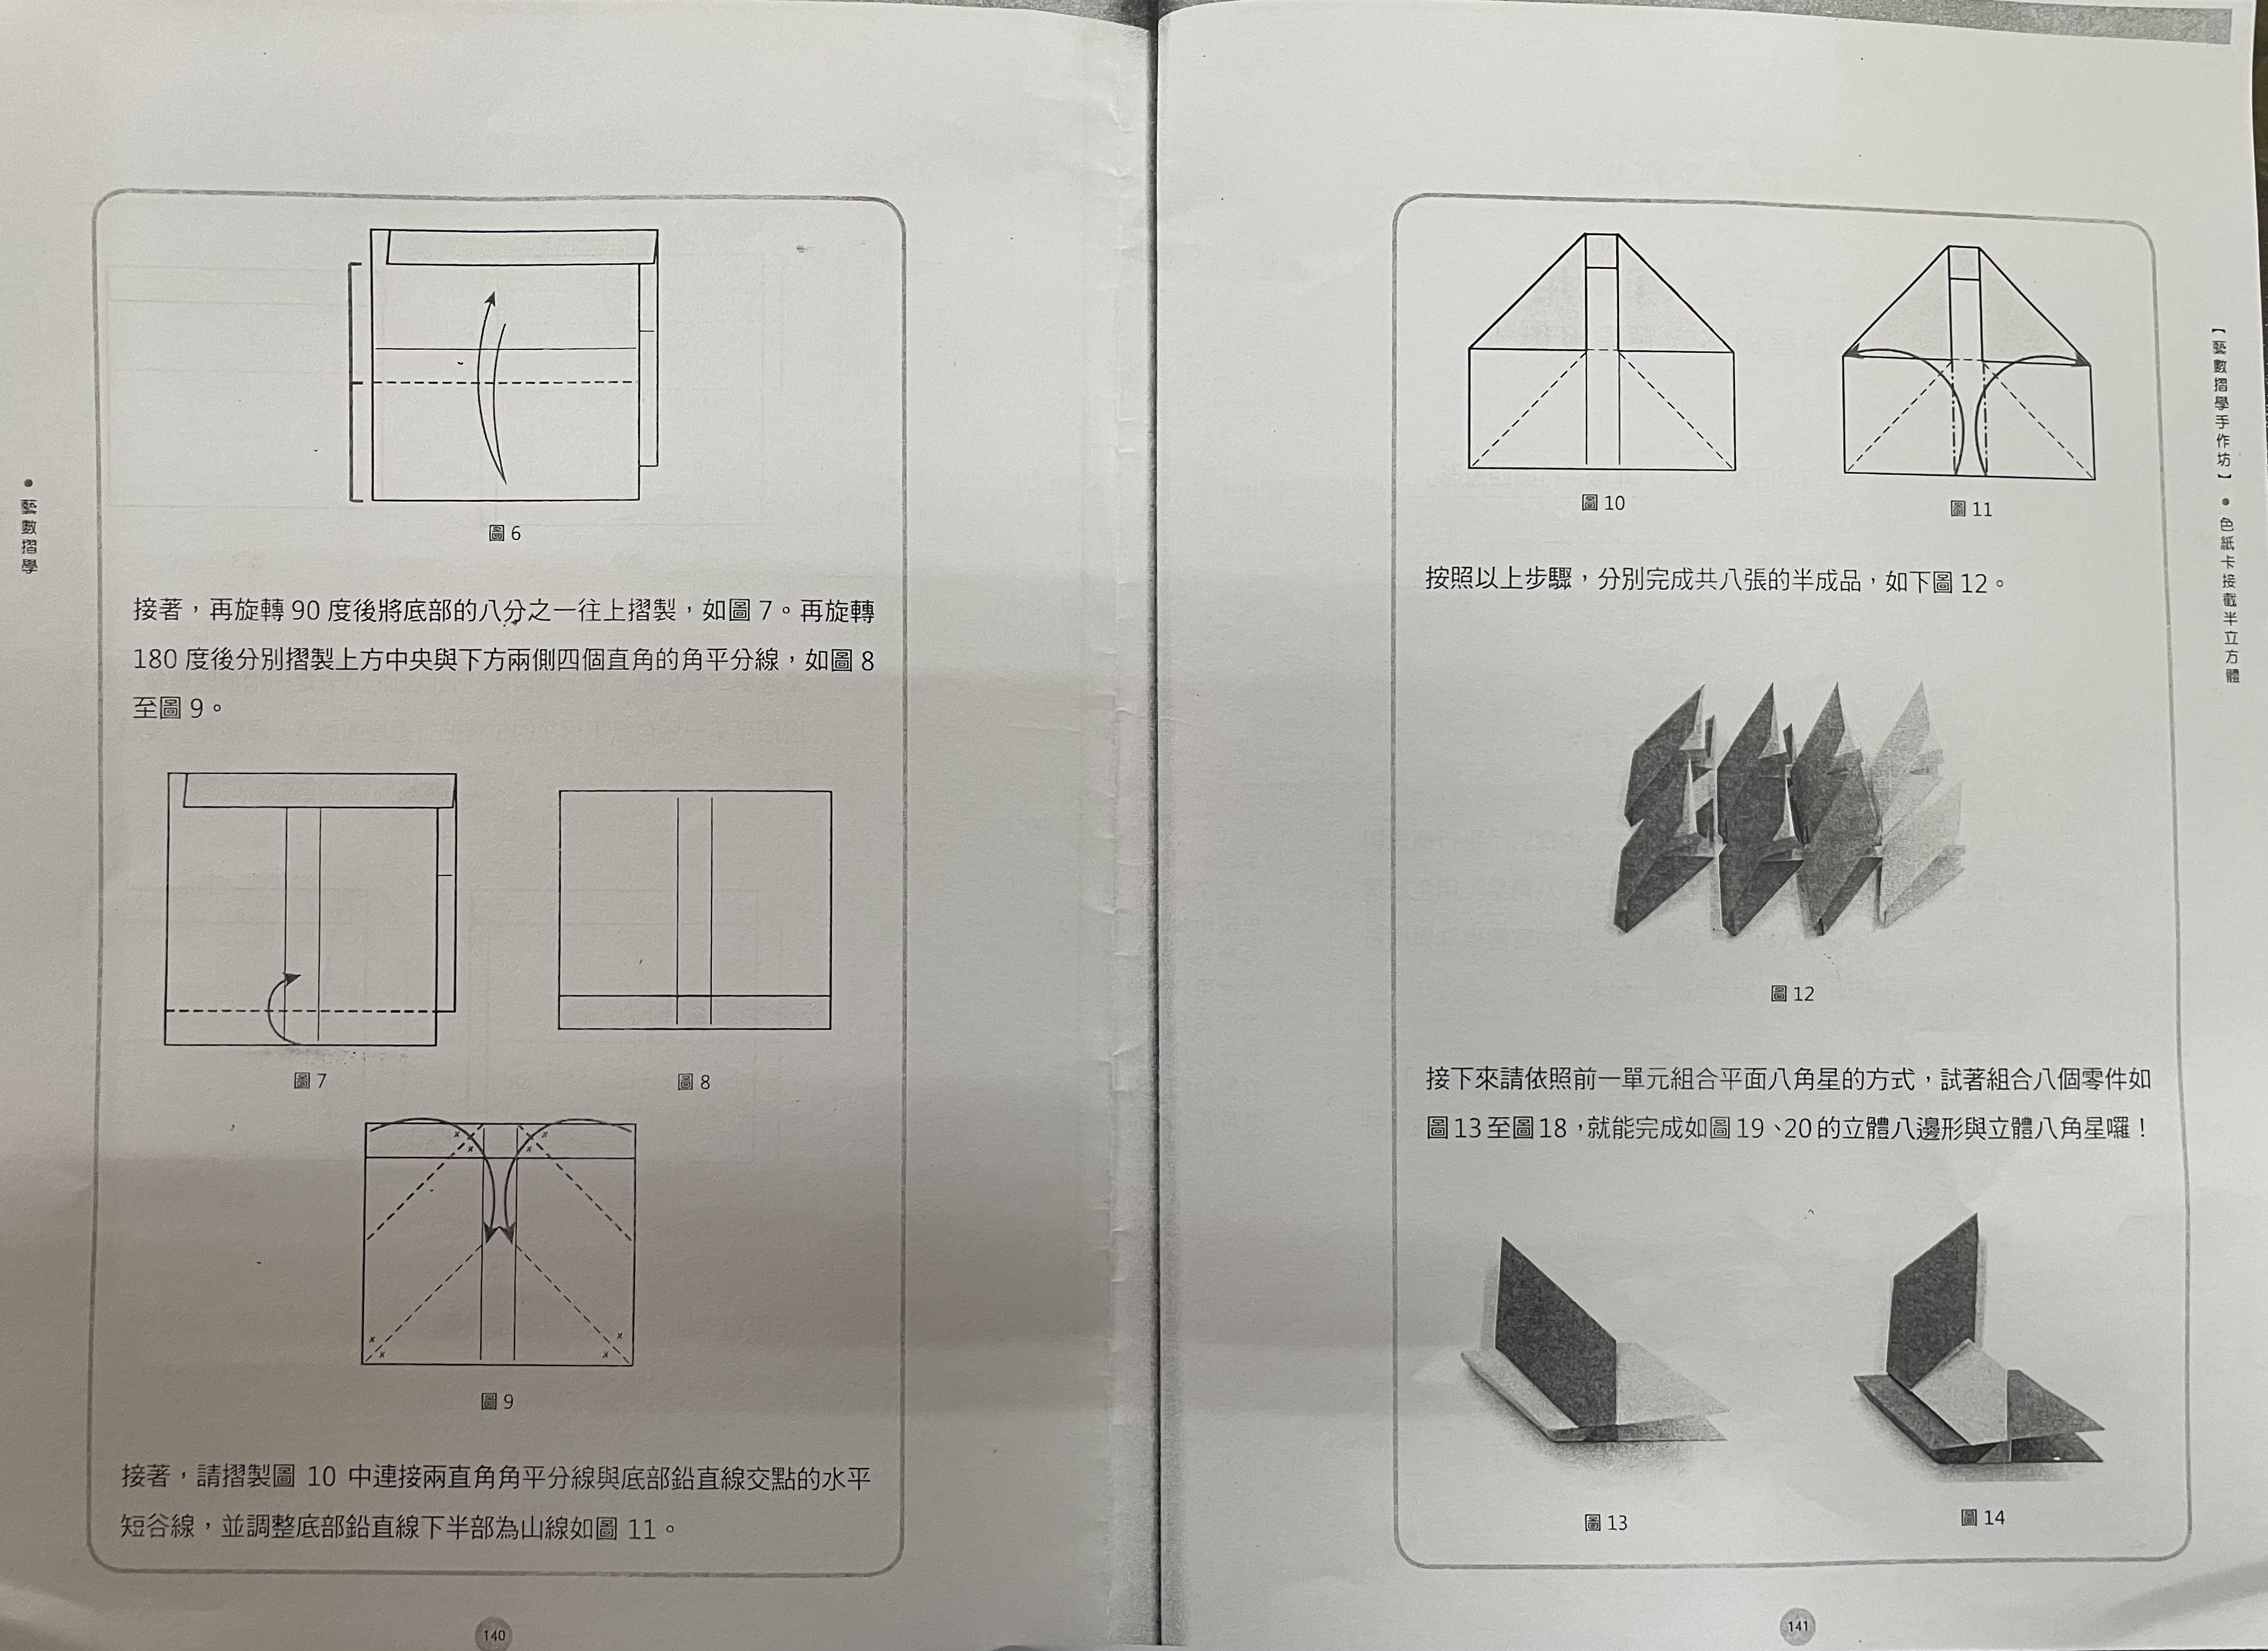 ● 藝數摺學
圖6
接著，再旋轉 90 度後將底部的八分之一往上摺製，如圖 7。再旋轉
180 度後分別摺製上方中央與下方兩側四個直角的角平分線，如圖 8
至圖 9。
圖7
圖8
圖9
接著，請摺製圖 10 中連接兩直角角平分線與底部鉛直線交點的水平
短谷線，並調整底部鉛直線下半部為山線如圖 11。
140
圖10
圖11
按照以上步驟，分別完成共八張的半成品，如下圖 12。
圖12
接下來請依照前一單元組合平面八角星的方式，試著組合八個零件如
圖 13 至圖 18，就能完成如圖 19、20 的立體八邊形與立體八角星囉！
圖13
圖14
【藝數摺學手作坊】● 色紙卡接截半立方體
141